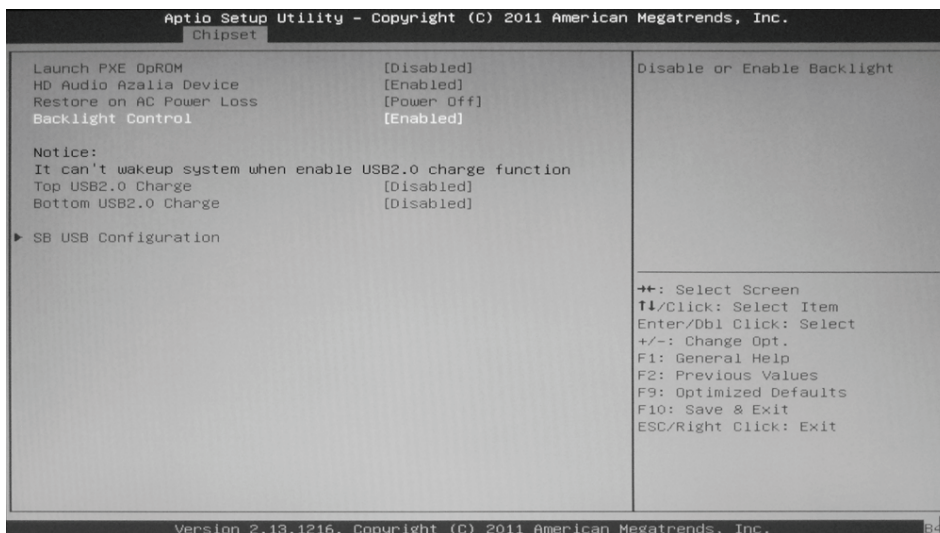 Aptio Setup Utility – Copyright (C) 2011 American Megatrends, Inc.
Chipset
Launch PXE OpROM [Disabled]
HD Audio Azalia Device [Enabled]
Restore on AC Power Loss [Power Off]
Backlight Control [Enabled]
Notice:
It can't wakeup system when enable USB2.0 charge function
Top USB2.0 Charge [Disabled]
Bottom USB2.0 Charge [Disabled]
▶ SB USB Configuration
Disable or Enable Backlight
→←: Select Screen
↑↓/Click: Select Item
Enter/Dbl Click: Select
+/-: Change Opt.
F1: General Help
F2: Previous Values
F9: Optimized Defaults
F10: Save & Exit
ESC/Right Click: Exit
Version 2.13.1216. Copyright (C) 2011 American Megatrends, Inc.
B4